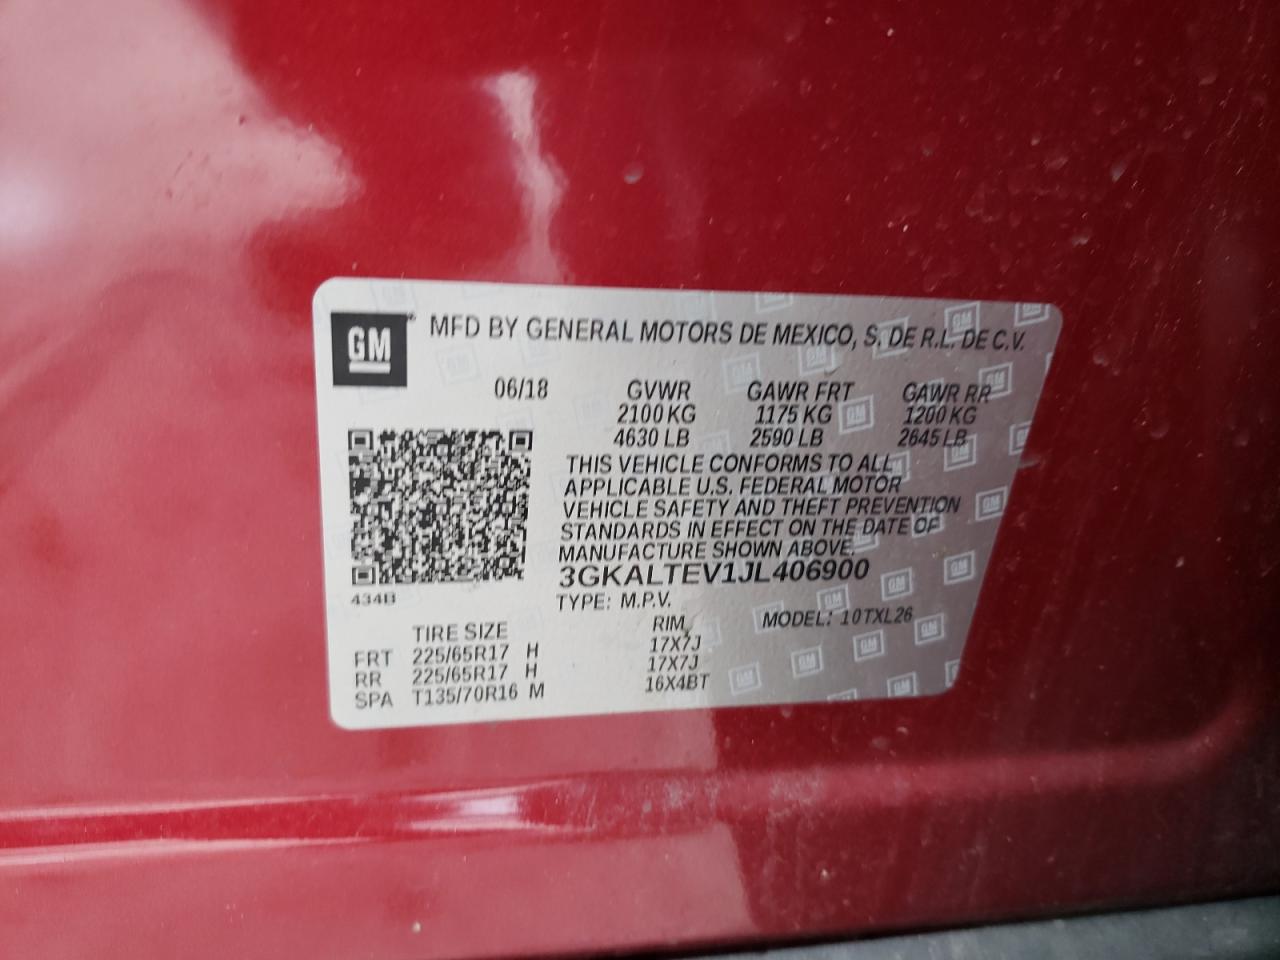 GM MFD BY GENERAL MOTORS DE MEXICO, S. DE R.L. DE C.V.
06/18 GVWR GAWR FRT GAWR RR
2100 KG 1175 KG 1200 KG
4630 LB 2590 LB 2645 LB
THIS VEHICLE CONFORMS TO ALL
APPLICABLE U.S. FEDERAL MOTOR
VEHICLE SAFETY AND THEFT PREVENTION
STANDARDS IN EFFECT ON THE DATE OF
MANUFACTURE SHOWN ABOVE.
3GKALTEV1JL406900
434B TYPE: M.P.V. MODEL: 10TXL26
TIRE SIZE RIM
FRT 225/65R17 H 17X7J
RR 225/65R17 H 17X7J
SPA T135/70R16 M 16X4BT